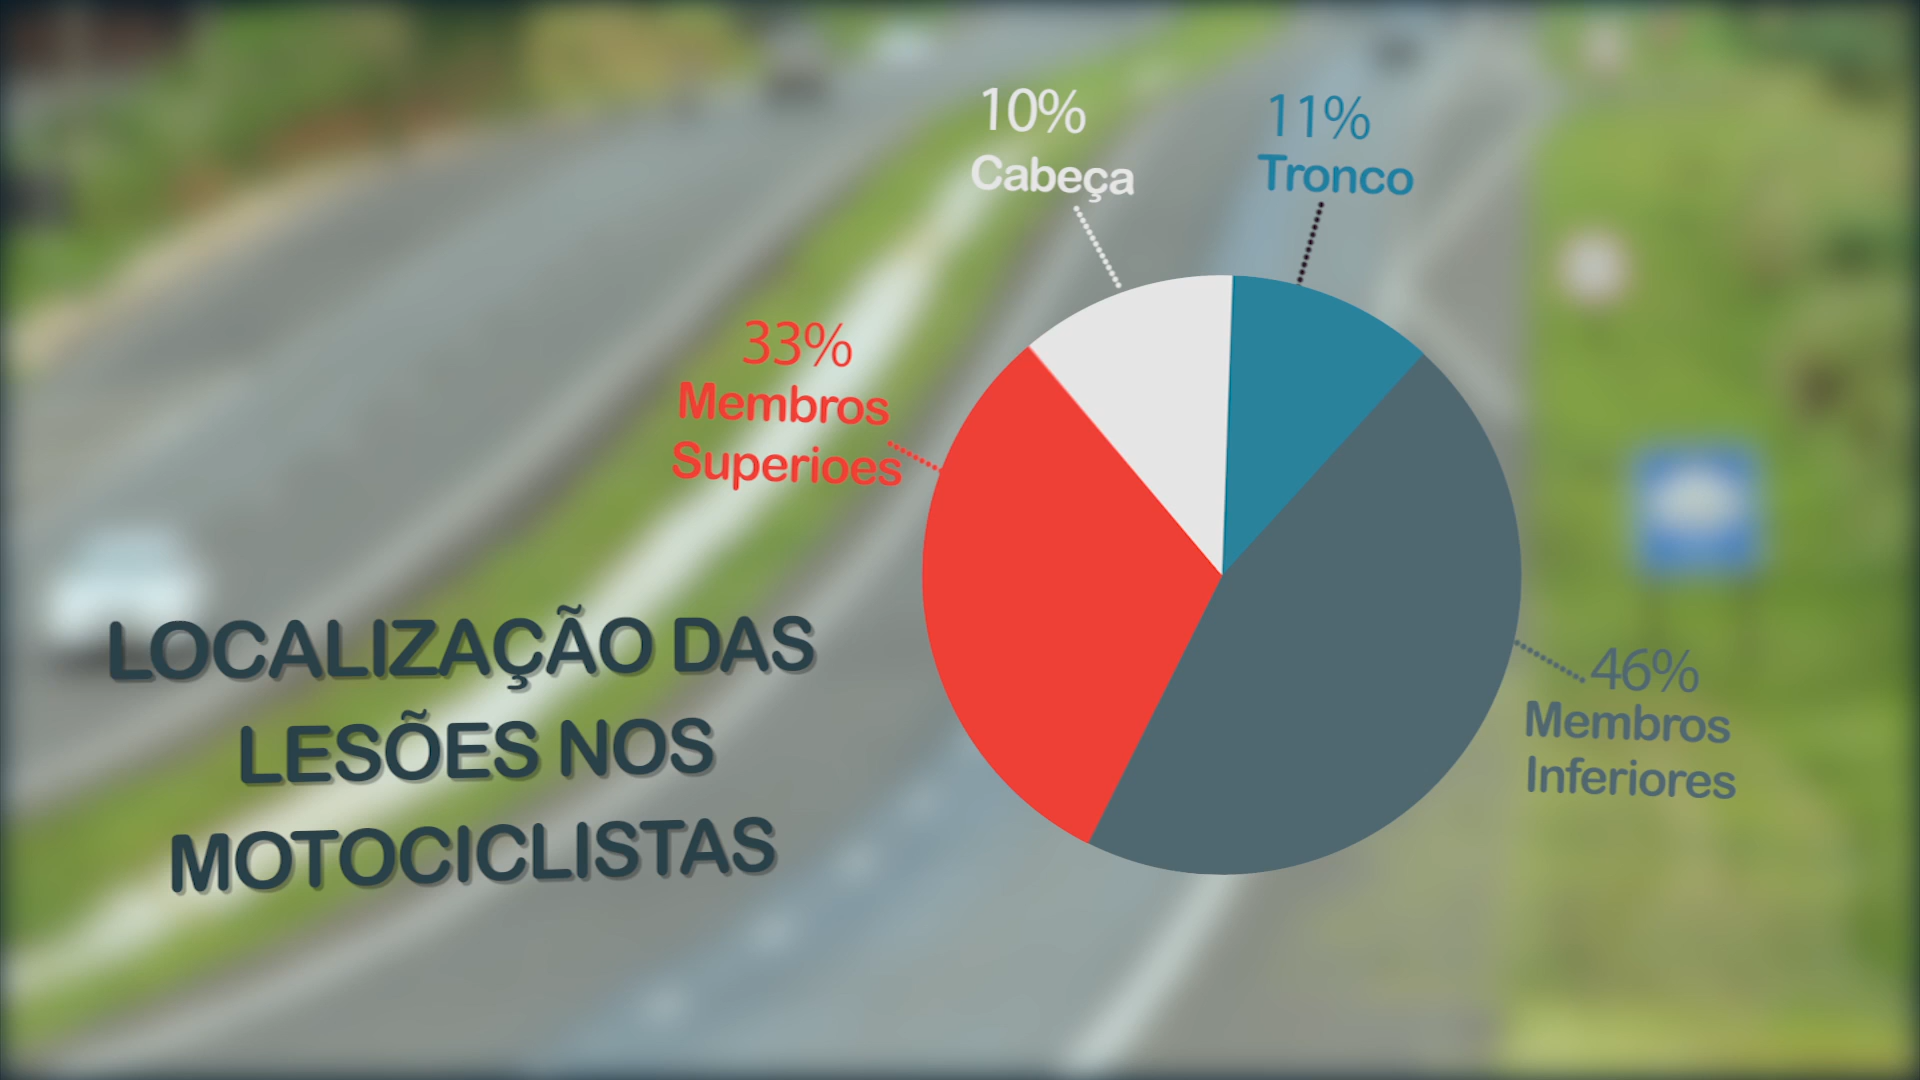 10%
Cabeça
11%
Tronco
33%
Membros
Superioes
46%
Membros
Inferiores
LOCALIZAÇÃO DAS
LESÕES NOS
MOTOCICLISTAS